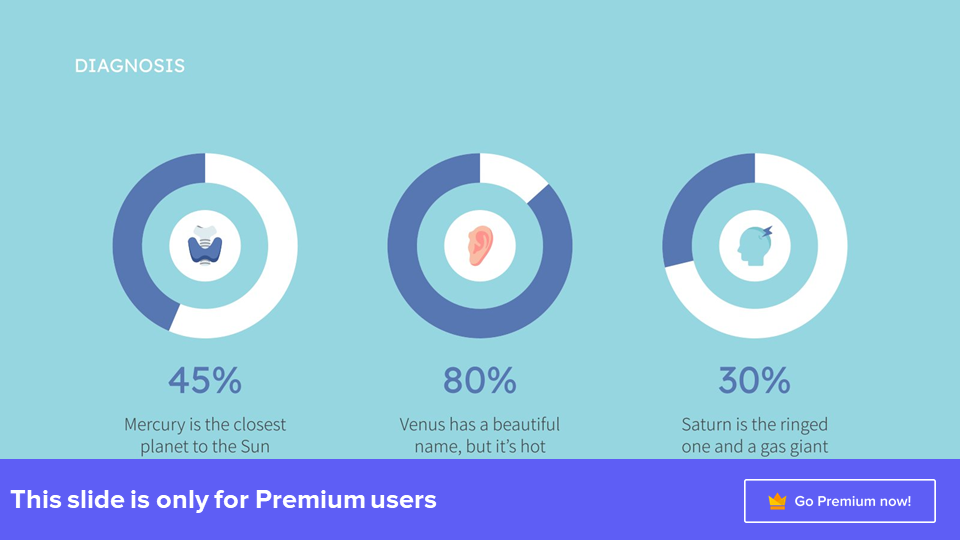 DIAGNOSIS
45%
Mercury is the closest
planet to the Sun
80%
Venus has a beautiful
name, but it’s hot
30%
Saturn is the ringed
one and a gas giant
This slide is only for Premium users
Go Premium now!